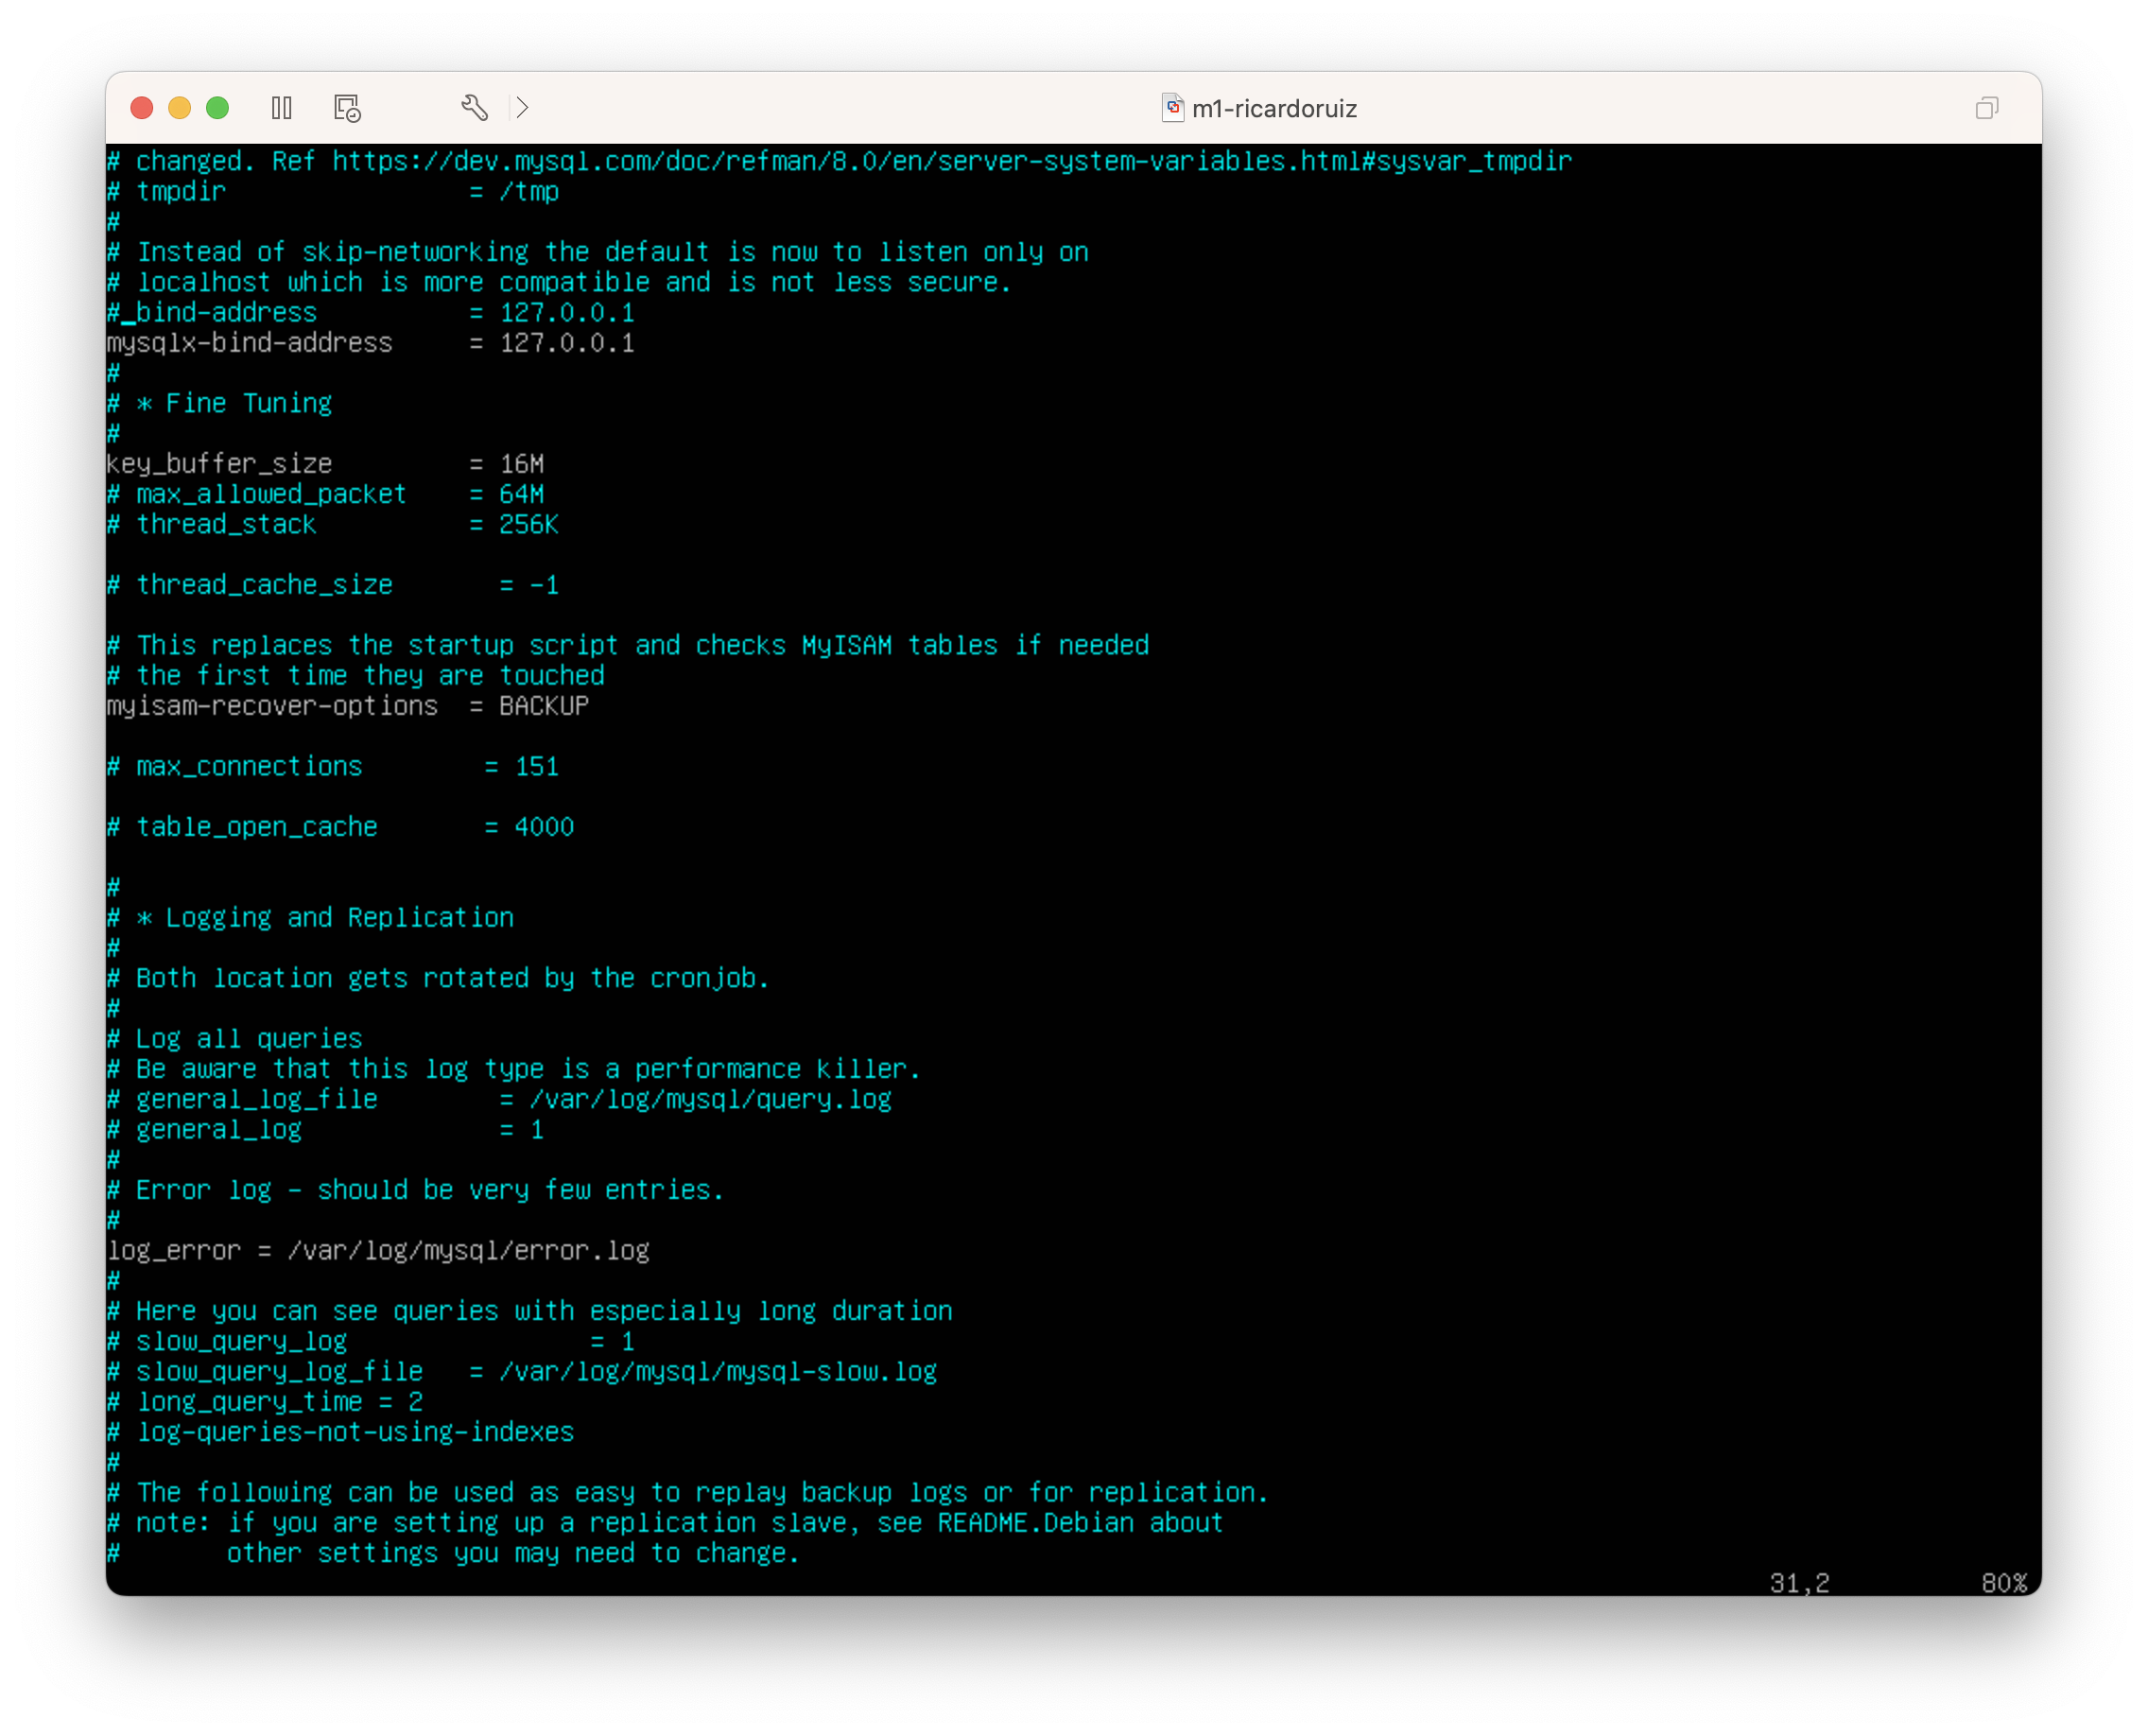 m1-ricardoruiz
# changed. Ref https://dev.mysql.com/doc/refman/8.0/en/server-system-variables.html#sysvar_tmpdir
# tmpdir                = /tmp
#
# Instead of skip-networking the default is now to listen only on
# localhost which is more compatible and is not less secure.
# bind-address          = 127.0.0.1
mysqlx-bind-address     = 127.0.0.1
#
# * Fine Tuning
#
key_buffer_size         = 16M
# max_allowed_packet    = 64M
# thread_stack          = 256K
# thread_cache_size       = -1
# This replaces the startup script and checks MyISAM tables if needed
# the first time they are touched
myisam-recover-options  = BACKUP
# max_connections        = 151
# table_open_cache       = 4000
#
# * Logging and Replication
#
# Both location gets rotated by the cronjob.
#
# Log all queries
# Be aware that this log type is a performance killer.
# general_log_file        = /var/log/mysql/query.log
# general_log             = 1
#
# Error log - should be very few entries.
#
log_error = /var/log/mysql/error.log
#
# Here you can see queries with especially long duration
# slow_query_log                = 1
# slow_query_log_file   = /var/log/mysql/mysql-slow.log
# long_query_time = 2
# log-queries-not-using-indexes
#
# The following can be used as easy to replay backup logs or for replication.
# note: if you are setting up a replication slave, see README.Debian about
#       other settings you may need to change.
31,2          80%